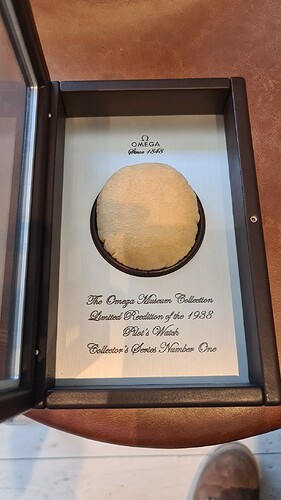 Ω
OMEGA
Since 1848
The Omega Museum Collection
Limited Reedition of the 1938
Pilot's Watch
Collector's Series Number One